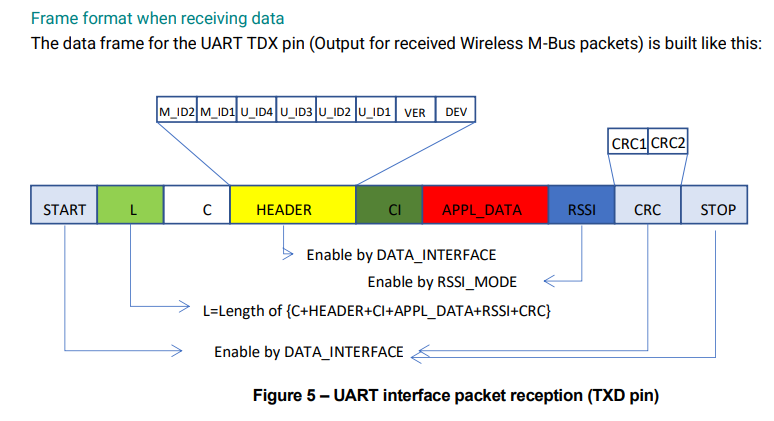 Frame format when receiving data
The data frame for the UART TDX pin (Output for received Wireless M-Bus packets) is built like this:
M_ID2 M_ID1 U_ID4 U_ID3 U_ID2 U_ID1 VER DEV
CRC1 CRC2
START L C HEADER CI APPL_DATA RSSI CRC STOP
Enable by DATA_INTERFACE
Enable by RSSI_MODE
L=Length of {C+HEADER+CI+APPL_DATA+RSSI+CRC}
Enable by DATA_INTERFACE
Figure 5 – UART interface packet reception (TXD pin)